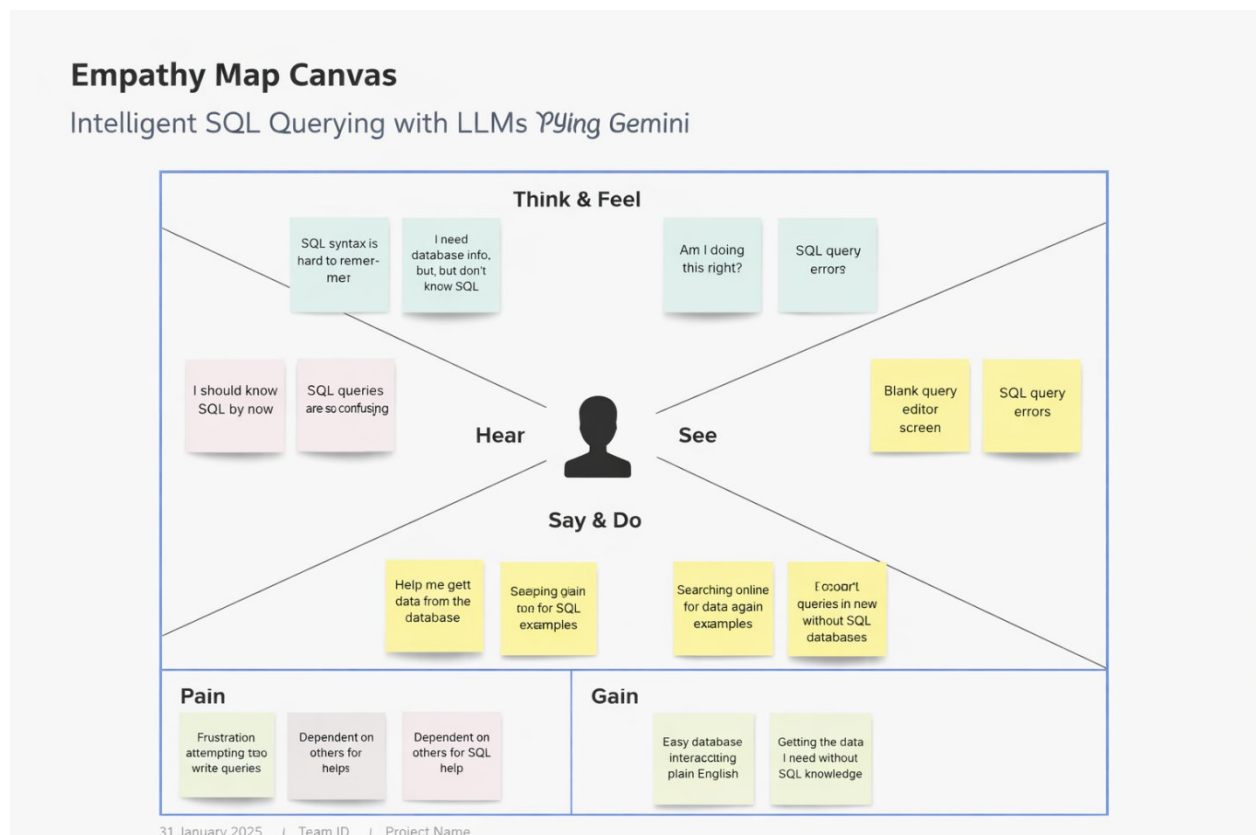 Empathy Map Canvas
Intelligent SQL Querying with LLMs Gemini
Think & Feel
SQL syntax is
hard to remer-
mer
I need
database info,
but, but don't
know SQL
Am I doing
this right?
SQL query
errors
I should know
SQL by now
SQL queries
are so confusing
Hear
See
Blank query
editor
screen
SQL query
errors
Say & Do
Help me gett
data from the
database
for SQL
examples
Searching online
for data again
examples
queries in new
without SQL
databases
Pain
Frustration
attempting
write queries
Dependent on
others for
helps
Dependent on
others for SQL
help
Gain
Easy database
plain English
Getting the data
I need without
SQL knowledge
31 January 2025 / Team ID / Project Name